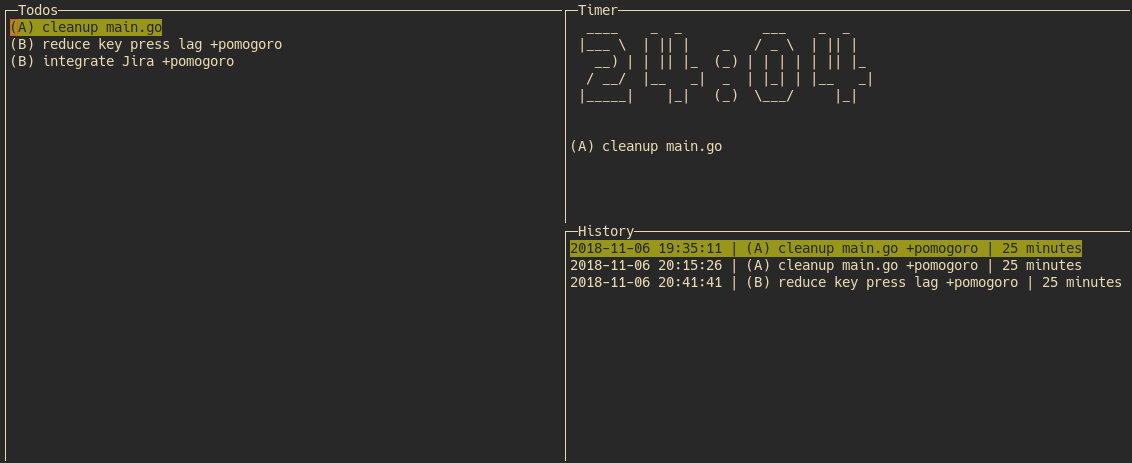 Todos
(A) cleanup main.go
(B) reduce key press lag +pomogoro
(B) integrate Jira +pomogoro
Timer
24:04
(A) cleanup main.go
History
2018-11-06 19:35:11 | (A) cleanup main.go +pomogoro | 25 minutes
2018-11-06 20:15:26 | (A) cleanup main.go +pomogoro | 25 minutes
2018-11-06 20:41:41 | (B) reduce key press lag +pomogoro | 25 minutes